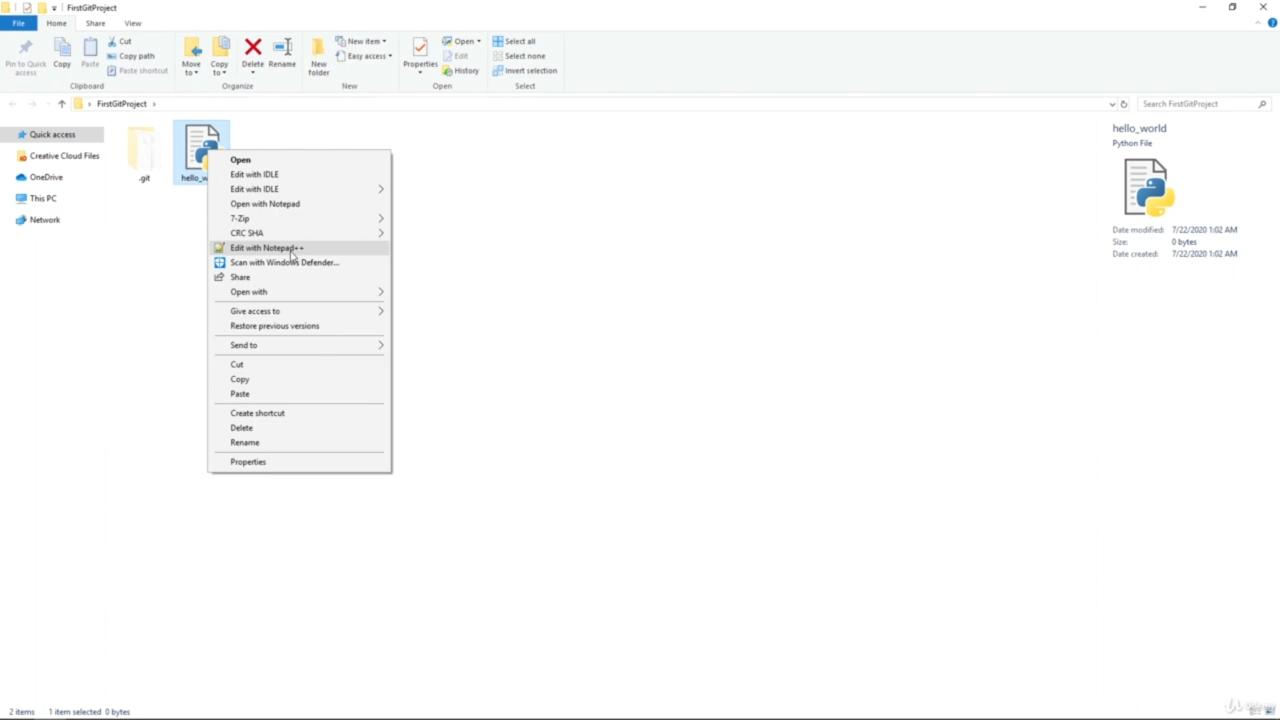 FirstGitProject
File
Home
Share
View
Pin to Quick access
Copy
Paste
Cut
Copy path
Paste shortcut
Clipboard
Move to
Copy to
Delete
Rename
Organize
New folder
New item
Easy access
New
Properties
Open
Edit
History
Open
Select all
Select none
Invert selection
Select
FirstGitProject
Search FirstGitProject
Quick access
Creative Cloud Files
OneDrive
This PC
Network
.git
hello_w
Open
Edit with IDLE
Edit with IDLE
Open with Notepad
7-Zip
CRC SHA
Edit with Notepad++
Scan with Windows Defender...
Share
Open with
Give access to
Restore previous versions
Send to
Cut
Copy
Paste
Create shortcut
Delete
Rename
Properties
hello_world
Python File
Date modified: 7/22/2020 1:02 AM
Size: 0 bytes
Date created: 7/22/2020 1:02 AM
2 items 1 item selected 0 bytes